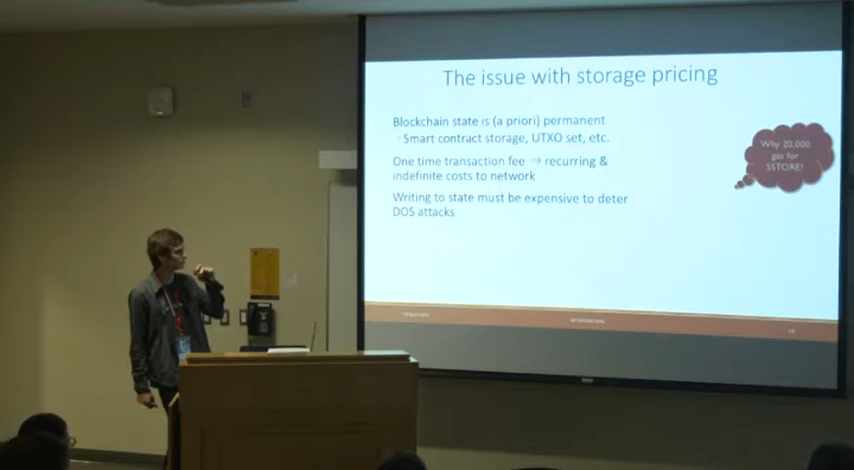 The issue with storage pricing
Blockchain state is (a priori) permanent
Smart contract storage, UTXO set, etc.
One time transaction fee ⇒ recurring &
indefinite costs to network
Writing to state must be expensive to deter
DOS attacks
Why 20,000
gas for
SSTORE?